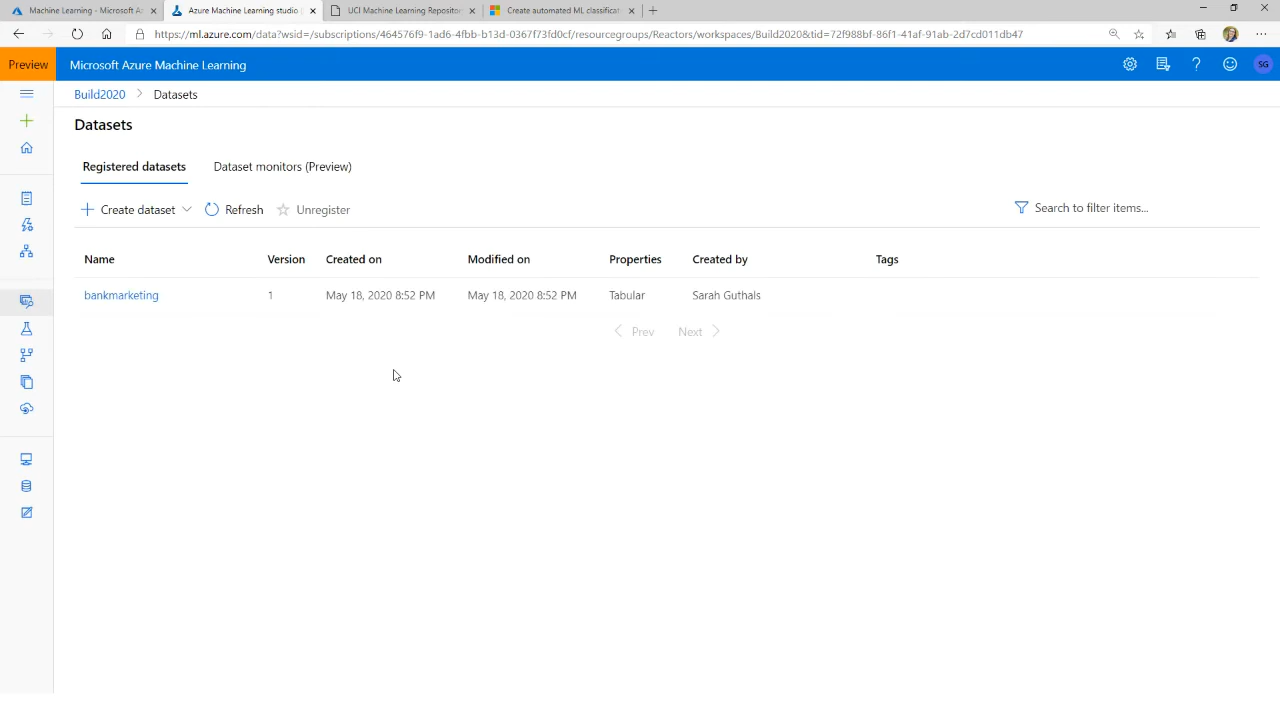 Machine Learning - Microsoft Az
Azure Machine Learning studio
UCI Machine Learning Repositor
Create automated ML classificat
https://ml.azure.com/data?wsid=/subscriptions/464576f9-1ad6-4fbb-b13d-0367f73fd0cf/resourcegroups/Reactors/workspaces/Build2020&tid=72f988bf-86f1-41af-91ab-2d7cd011db47
Preview
Microsoft Azure Machine Learning
SG
Build2020 > Datasets
Datasets
Registered datasets Dataset monitors (Preview)
Create dataset Refresh Unregister Search to filter items...
Name Version Created on Modified on Properties Created by Tags
bankmarketing 1 May 18, 2020 8:52 PM May 18, 2020 8:52 PM Tabular Sarah Guthals
Prev Next